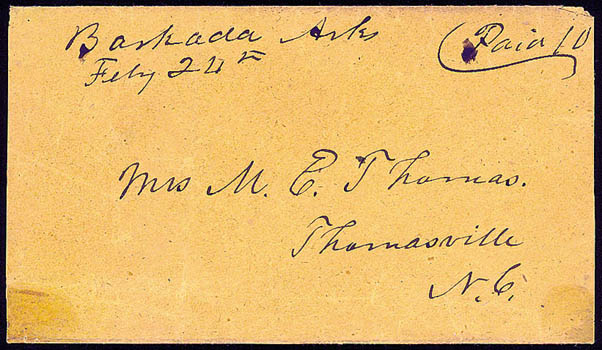 Barkada Arks Paid 10
Feby 24th
Mrs M. E. Thomas.
Thomasville
N.C.